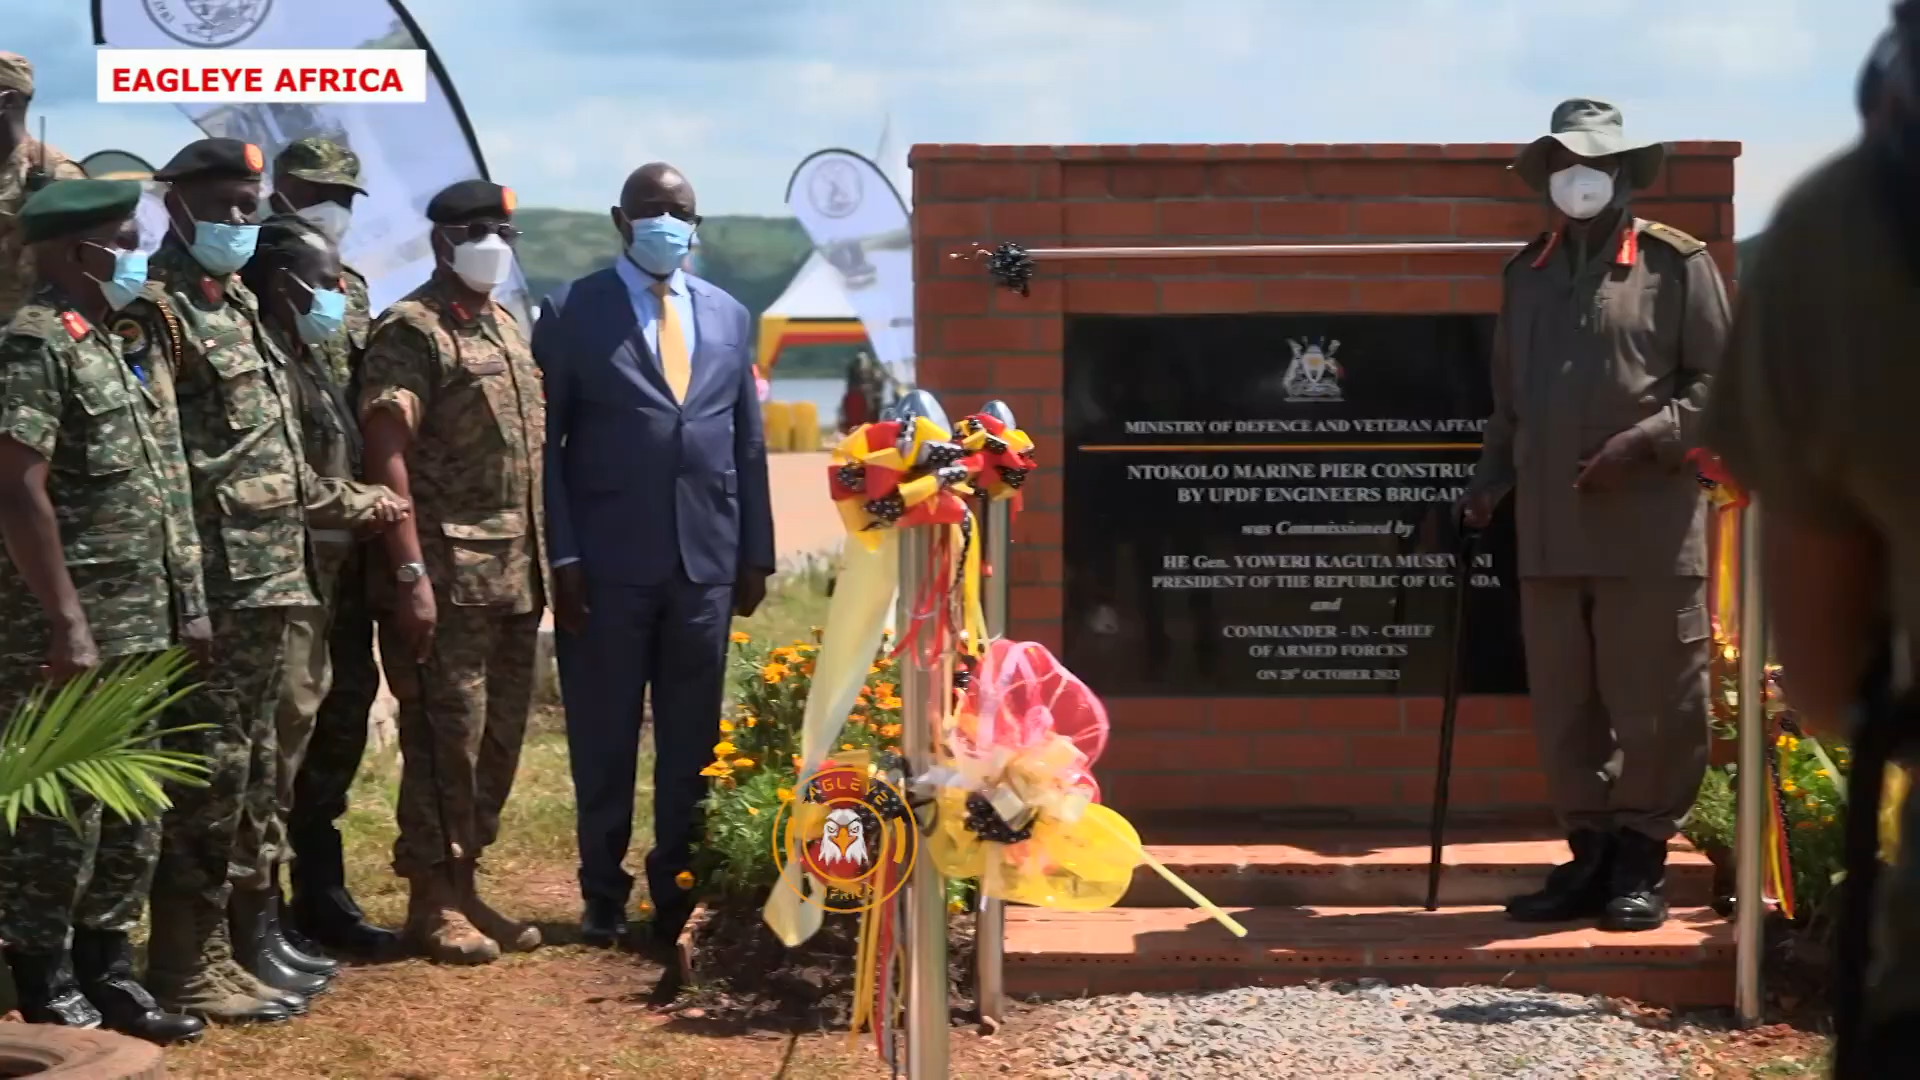 EAGLEYE AFRICA
MINISTRY OF DEFENCE AND VETERAN AFFAI
NTOKOLO MARINE PIER CONSTRUC
BY UPDF ENGINEERS BRIGAD
was Commissioned by
HE Gen. YOWERI KAGUTA MUSEV NI
PRESIDENT OF THE REPUBLIC OF UG NDA
and
COMMANDER - IN - CHIEF
OF ARMED FORCES
ON 28th OCTOBER 2023
EAGLEYE
AFRICA